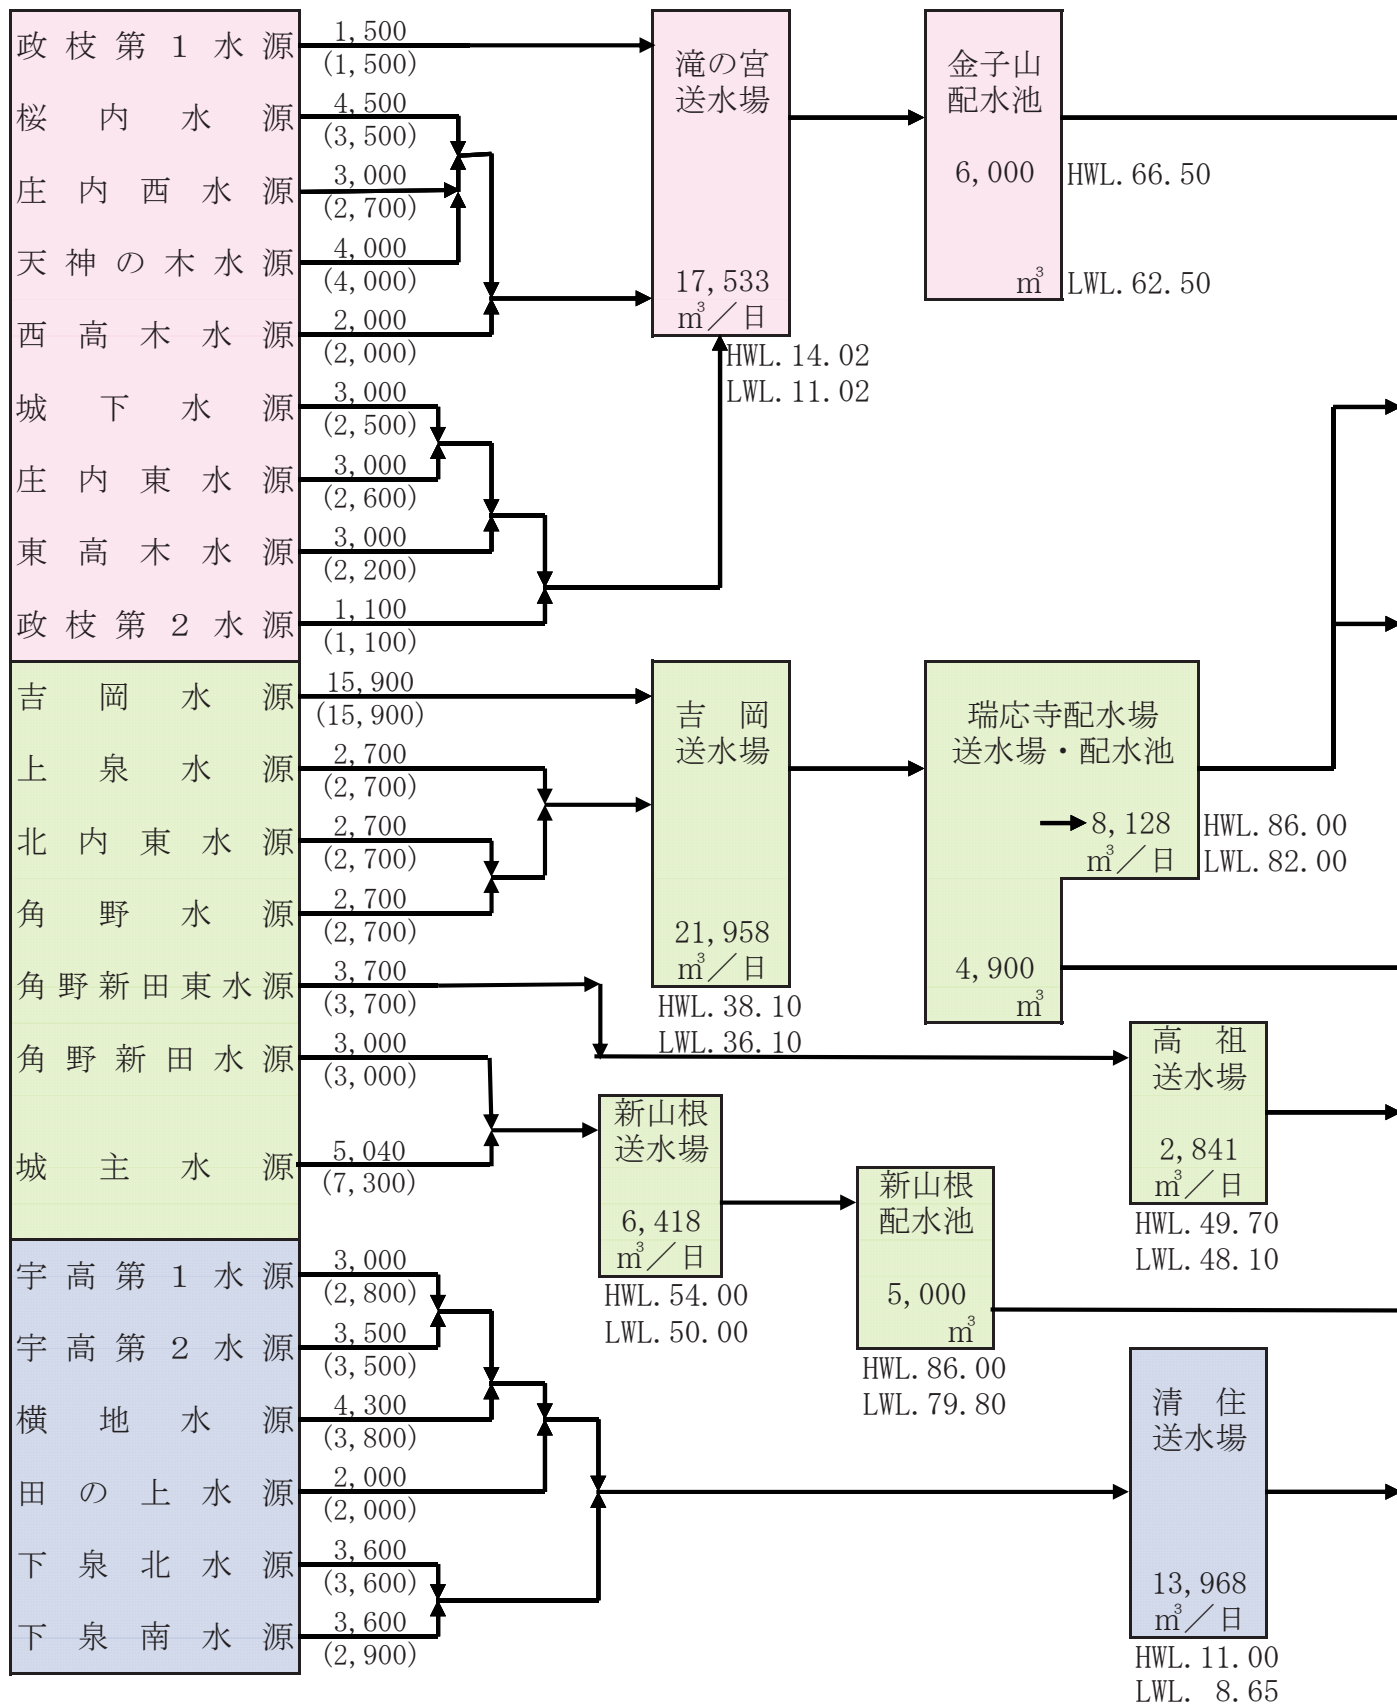 政枝第１水源
1,500
(1,500)
桜内水源
4,500
(3,500)
庄内西水源
3,000
(2,700)
天神の木水源
4,000
(4,000)
西高木水源
2,000
(2,000)
城下水源
3,000
(2,500)
庄内東水源
3,000
(2,600)
東高木水源
3,000
(2,200)
政枝第２水源
1,100
(1,100)
滝の宮
送水場
17,533
㎥／日
HWL.14.02
LWL.11.02
金子山
配水池
6,000
㎥
HWL.66.50
LWL.62.50
吉岡水源
15,900
(15,900)
上泉水源
2,700
(2,700)
北内東水源
2,700
(2,700)
角野水源
2,700
(2,700)
角野新田東水源
3,700
(3,700)
角野新田水源
3,000
(3,000)
城主水源
5,040
(7,300)
吉岡
送水場
21,958
㎥／日
HWL.38.10
LWL.36.10
瑞応寺配水場
送水場・配水池
8,128
㎥／日
4,900
㎥
HWL.86.00
LWL.82.00
高祖
送水場
2,841
㎥／日
HWL.49.70
LWL.48.10
新山根
送水場
6,418
㎥／日
HWL.54.00
LWL.50.00
新山根
配水池
5,000
㎥
HWL.86.00
LWL.79.80
宇高第１水源
3,000
(2,800)
宇高第２水源
3,500
(3,500)
横地水源
4,300
(3,800)
田の上水源
2,000
(2,000)
下泉北水源
3,600
(3,600)
下泉南水源
3,600
(2,900)
清住
送水場
13,968
㎥／日
HWL.11.00
LWL. 8.65